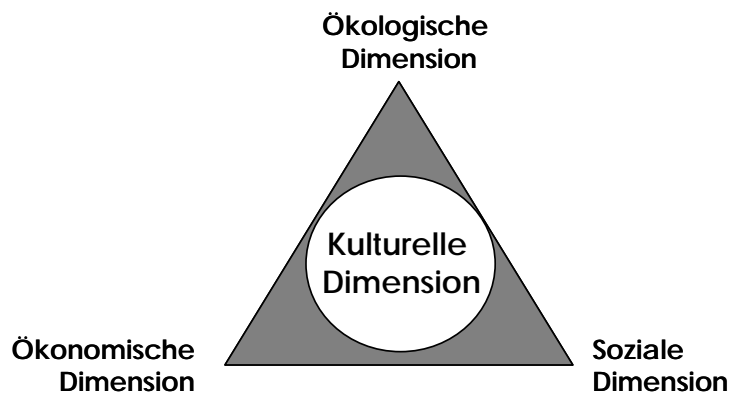 Ökologische
Dimension
Kulturelle
Dimension
Ökonomische
Dimension
Soziale
Dimension